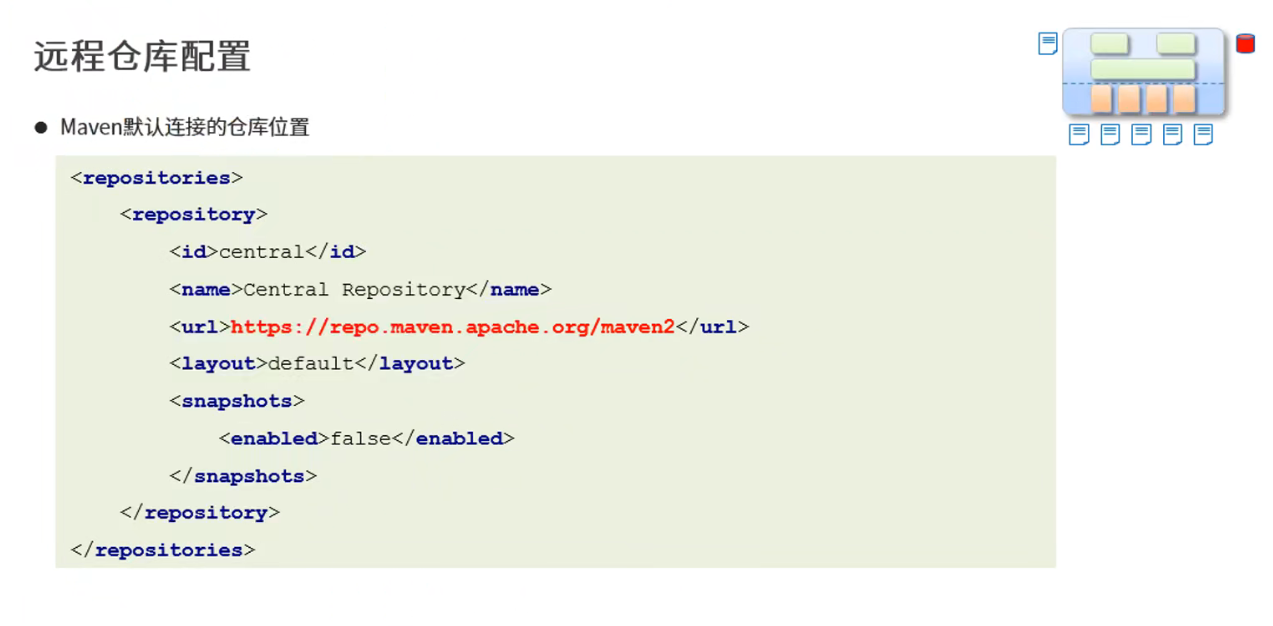 远程仓库配置
● Maven默认连接的仓库位置
<repositories>
    <repository>
        <id>central</id>
        <name>Central Repository</name>
        <url>https://repo.maven.apache.org/maven2</url>
        <layout>default</layout>
        <snapshots>
            <enabled>false</enabled>
        </snapshots>
    </repository>
</repositories>